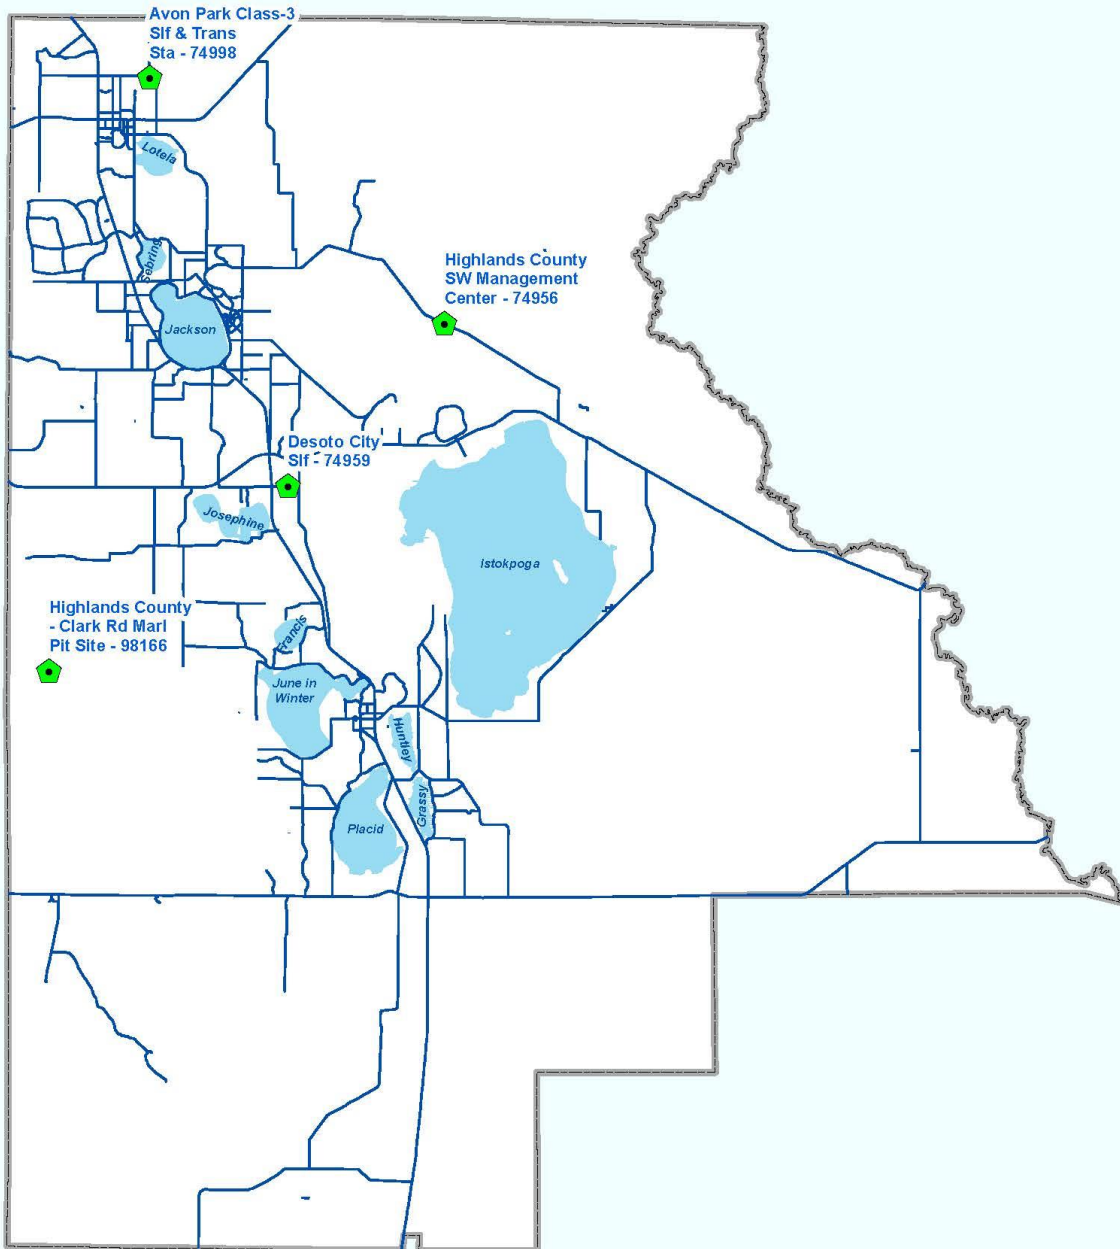 Avon Park Class-3
Slf & Trans
Sta - 74998
Lotela
Sebring
Highlands County
SW Management
Center - 74956
Jackson
Desoto City
Slf - 74959
Josephine
Istokpoga
Highlands County
- Clark Rd Marl
Pit Site - 98166
Francis
June in
Winter
Huntley
Grassy
Placid